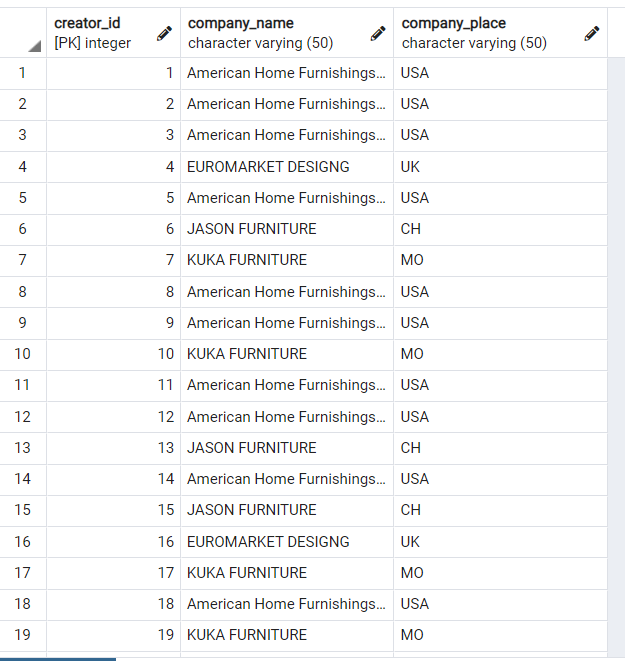 creator_id company_name company_place
[PK] integer character varying (50) character varying (50)
1 1 American Home Furnishings... USA
2 2 American Home Furnishings... USA
3 3 American Home Furnishings... USA
4 4 EUROMARKET DESIGNG UK
5 5 American Home Furnishings... USA
6 6 JASON FURNITURE CH
7 7 KUKA FURNITURE MO
8 8 American Home Furnishings... USA
9 9 American Home Furnishings... USA
10 10 KUKA FURNITURE MO
11 11 American Home Furnishings... USA
12 12 American Home Furnishings... USA
13 13 JASON FURNITURE CH
14 14 American Home Furnishings... USA
15 15 JASON FURNITURE CH
16 16 EUROMARKET DESIGNG UK
17 17 KUKA FURNITURE MO
18 18 American Home Furnishings... USA
19 19 KUKA FURNITURE MO